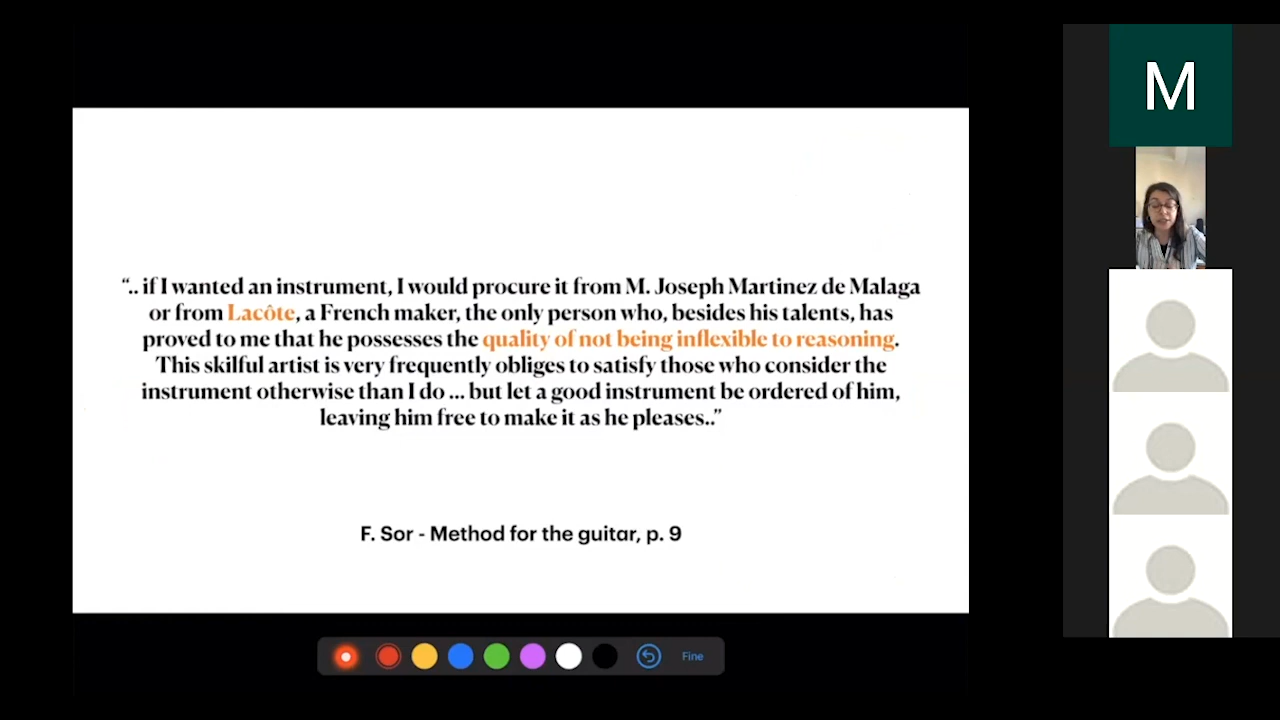 “.. if I wanted an instrument, I would procure it from M. Joseph Martinez de Malaga
or from Lacôte, a French maker, the only person who, besides his talents, has
proved to me that he possesses the quality of not being inflexible to reasoning.
This skilful artist is very frequently obliges to satisfy those who consider the
instrument otherwise than I do ... but let a good instrument be ordered of him,
leaving him free to make it as he pleases..”
F. Sor - Method for the guitar, p. 9
Fine
M